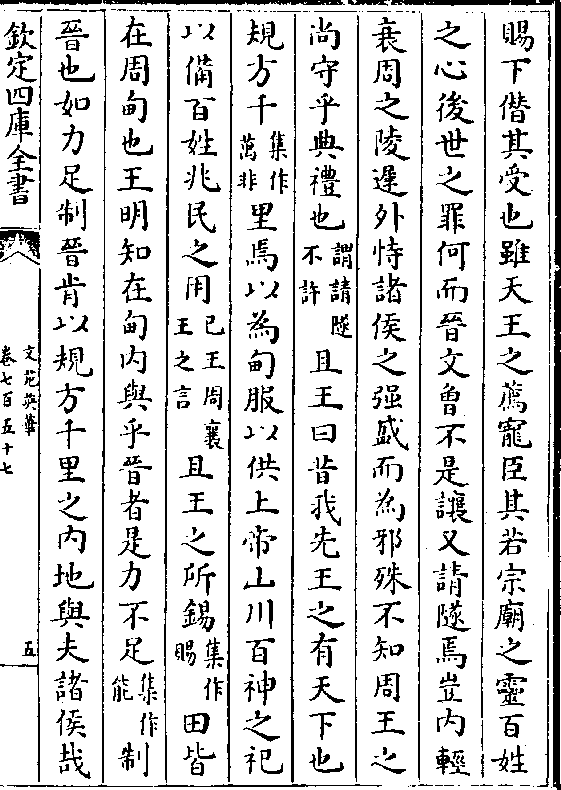 賜下僭其受也雖天王之薦寵臣其若宗廟之靈百姓
之心後世之罪何而晉文曾不是讓又請隧焉豈内輕
衰周之陵遲外恃諸侯之强盛而為邪殊不知周王之
尚守乎典禮也謂請隧不許且王曰昔我先王之有天下也
規方千集作萬非里焉以為甸服以供上帝山川百神之祀
以備百姓兆民之用已王周襄王之言且王之所錫集作賜田皆
在周甸也王明知在甸内與乎晉者是力不足集作能制
晉也如力足制晉肯以規方千里之内地與夫諸侯哉
欽定四庫全書
文苑英華
卷七百五十七
五